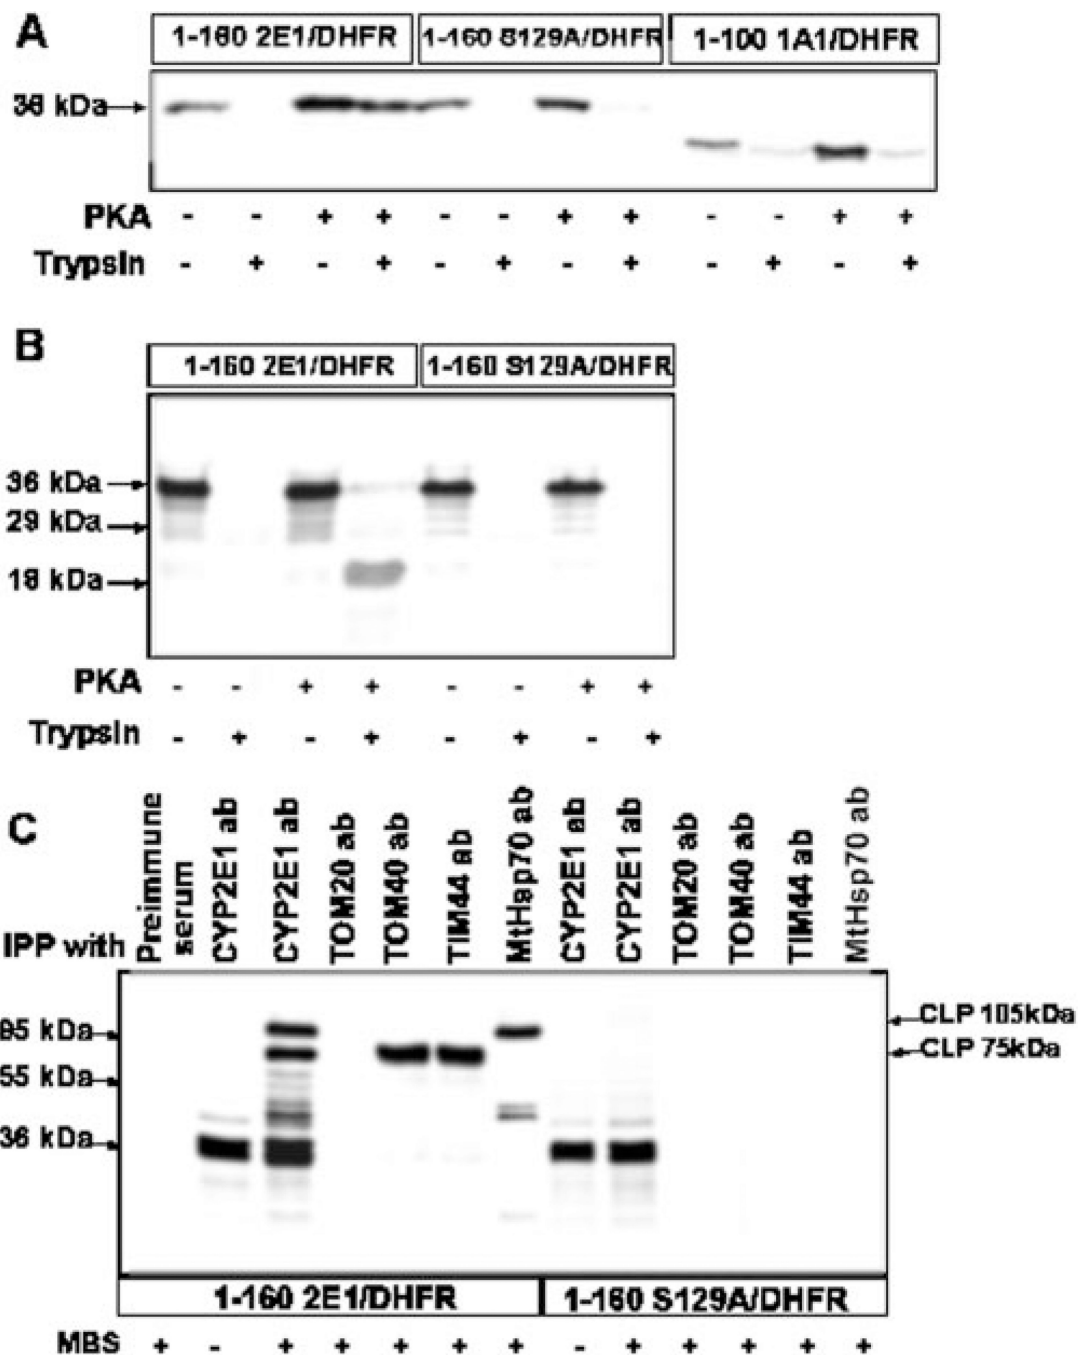 A
1-160 2E1/DHFR 1-160 S129A/DHFR 1-100 1A1/DHFR
36 kDa
PKA - - + + - - + + - - + +
Trypsin - + - + - + - + - + - +
B
1-160 2E1/DHFR 1-160 S129A/DHFR
36 kDa
29 kDa
18 kDa
PKA - - + + - - + +
Trypsin - + - + - + - +
C
IPP with
Preimmune serum
CYP2E1 ab
CYP2E1 ab
TOM20 ab
TOM40 ab
TIM44 ab
MtHsp70 ab
CYP2E1 ab
CYP2E1 ab
TOM20 ab
TOM40 ab
TIM44 ab
MtHsp70 ab
95 kDa
55 kDa
36 kDa
CLP 105kDa
CLP 75kDa
1-160 2E1/DHFR 1-160 S129A/DHFR
MBS + - + + + + + - + + + + +